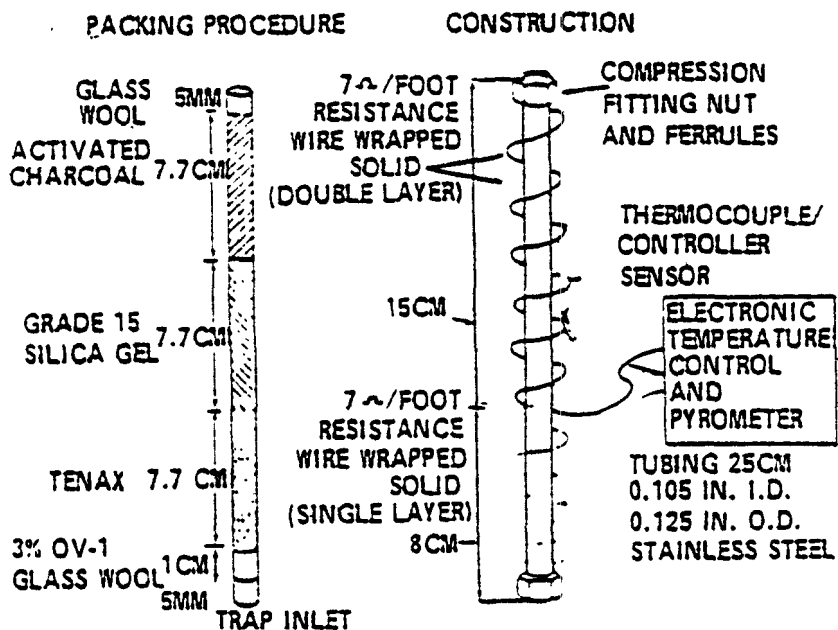 PACKING PROCEDURE
GLASS
WOOL
5MM
ACTIVATED
CHARCOAL 7.7CM
GRADE 15
SILICA GEL 7.7CM
TENAX 7.7 CM
3% OV-1
GLASS WOOL
1CM
5MM
TRAP INLET
CONSTRUCTION
7Ω/FOOT
RESISTANCE
WIRE WRAPPED
SOLID
(DOUBLE LAYER)
15CM
7Ω/FOOT
RESISTANCE
WIRE WRAPPED
SOLID
(SINGLE LAYER)
8CM
COMPRESSION
FITTING NUT
AND FERRULES
THERMOCOUPLE/
CONTROLLER
SENSOR
ELECTRONIC
TEMPERATURE
CONTROL
AND
PYROMETER
TUBING 25CM
0.105 IN. I.D.
0.125 IN. O.D.
STAINLESS STEEL